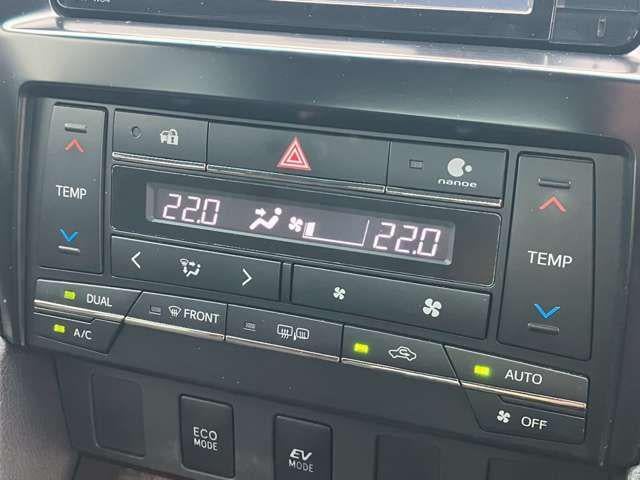 TEMP
nanoe
22.0 22.0
TEMP
DUAL
FRONT
A/C
AUTO
OFF
ECO
MODE
EV
MODE